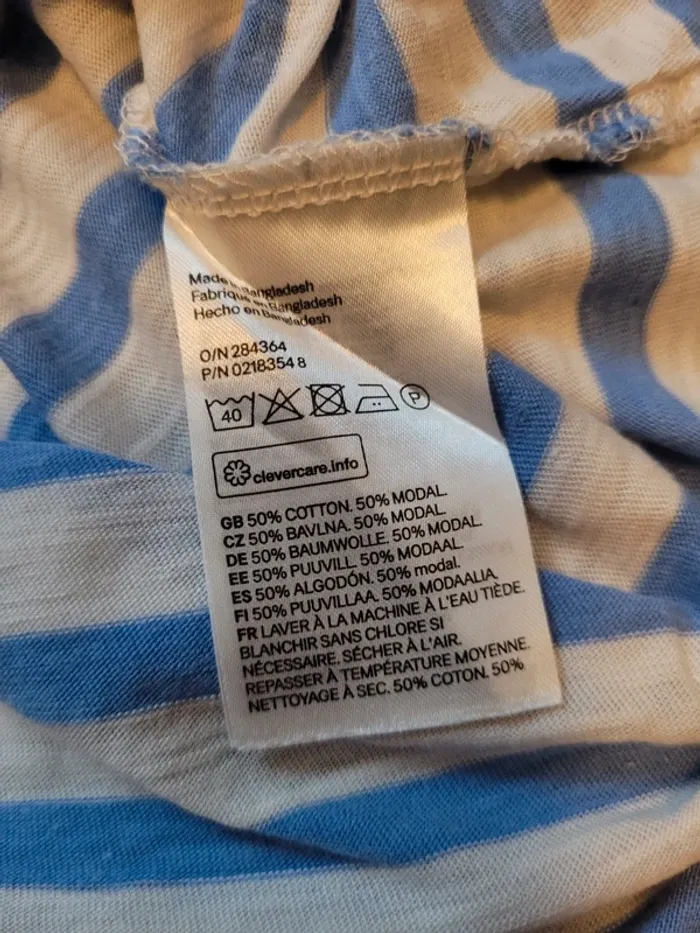 Made in Bangladesh
Fabriqué en Bangladesh
Hecho en Bangladesh
O/N 284364
P/N 0218354 8
40 P
clevercare.info
GB 50% COTTON. 50% MODAL.
CZ 50% BAVLNA. 50% MODAL
DE 50% BAUMWOLLE. 50% MODAL.
EE 50% PUUVILL. 50% MODAAL
ES 50% ALGODÓN. 50% modal.
FI 50% PUUVILLAA. 50% MODAALIA.
FR LAVER À LA MACHINE À L'EAU TIÈDE.
BLANCHIR SANS CHLORE SI
NÉCESSAIRE. SÉCHER À L'AIR.
REPASSER À TEMPÉRATURE MOYENNE.
NETTOYAGE À SEC. 50% COTON. 50%